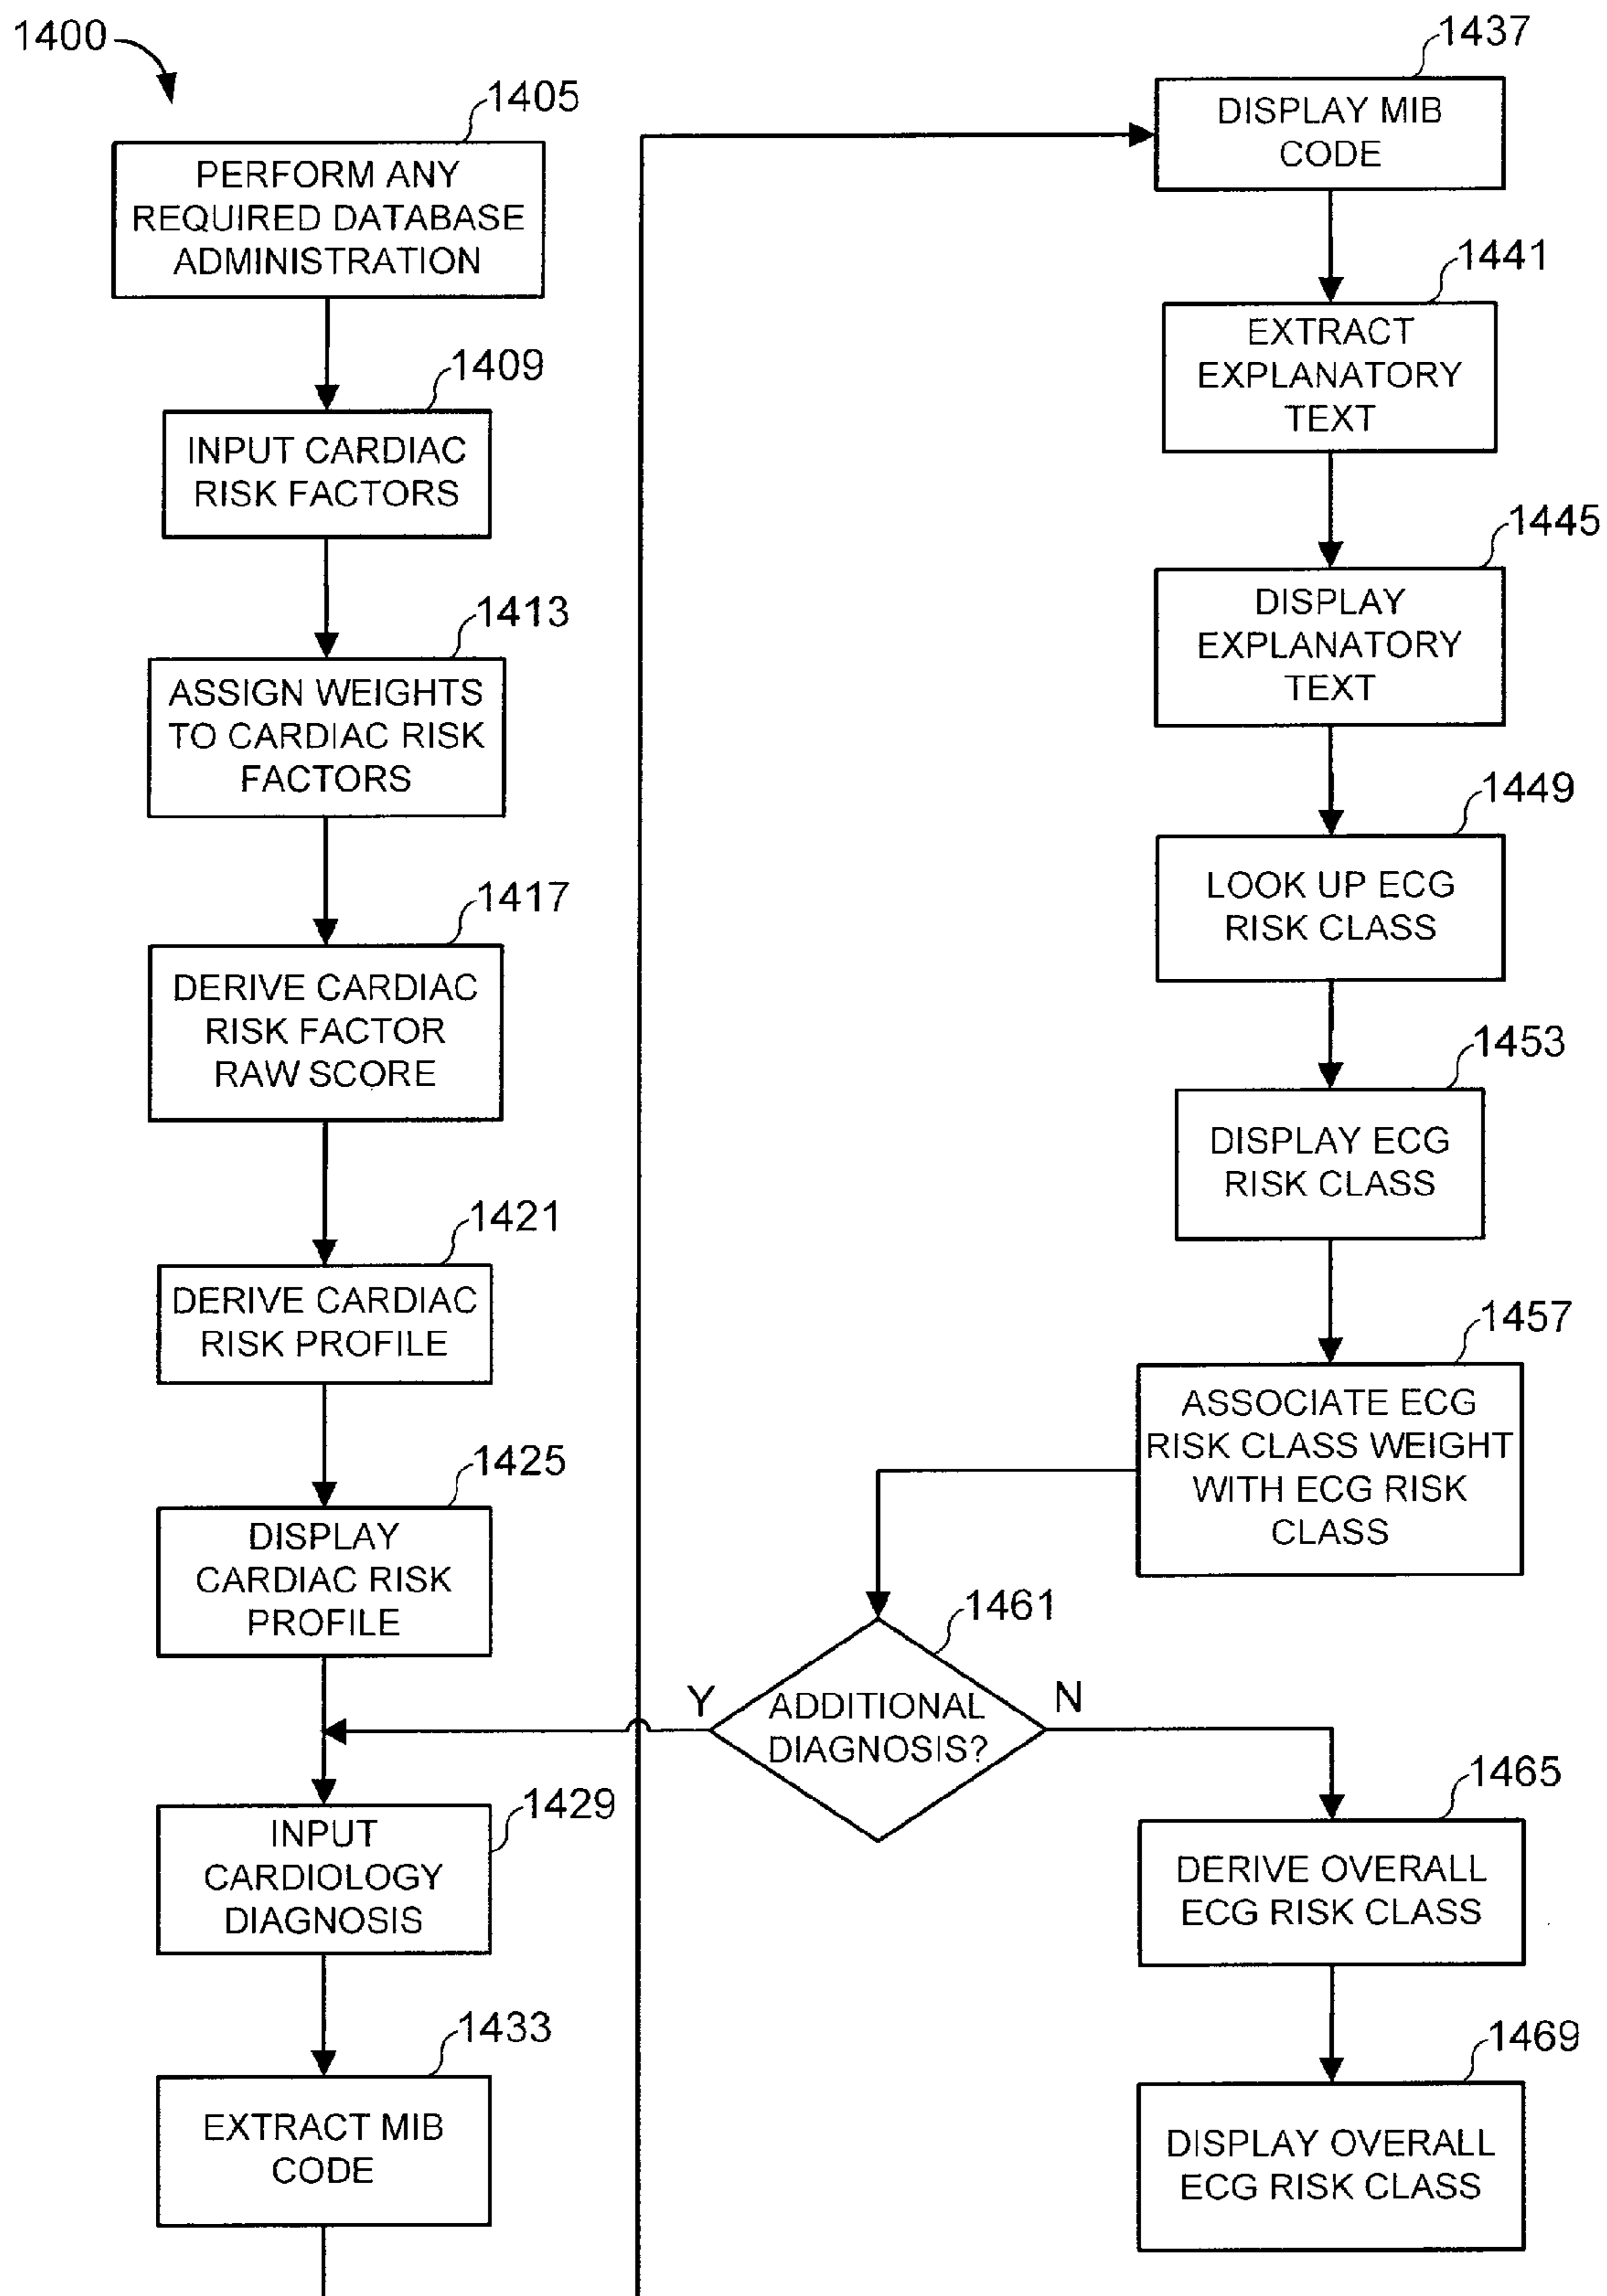 1400
1405
PERFORM ANY
REQUIRED DATABASE
ADMINISTRATION
1409
INPUT CARDIAC
RISK FACTORS
1413
ASSIGN WEIGHTS
TO CARDIAC RISK
FACTORS
1417
DERIVE CARDIAC
RISK FACTOR
RAW SCORE
1421
DERIVE CARDIAC
RISK PROFILE
1425
DISPLAY
CARDIAC RISK
PROFILE
1429
INPUT
CARDIOLOGY
DIAGNOSIS
1433
EXTRACT MIB
CODE
1437
DISPLAY MIB
CODE
1441
EXTRACT
EXPLANATORY
TEXT
1445
DISPLAY
EXPLANATORY
TEXT
1449
LOOK UP ECG
RISK CLASS
1453
DISPLAY ECG
RISK CLASS
1457
ASSOCIATE ECG
RISK CLASS WEIGHT
WITH ECG RISK
CLASS
1461
Y
ADDITIONAL
DIAGNOSIS?
N
1465
DERIVE OVERALL
ECG RISK CLASS
1469
DISPLAY OVERALL
ECG RISK CLASS